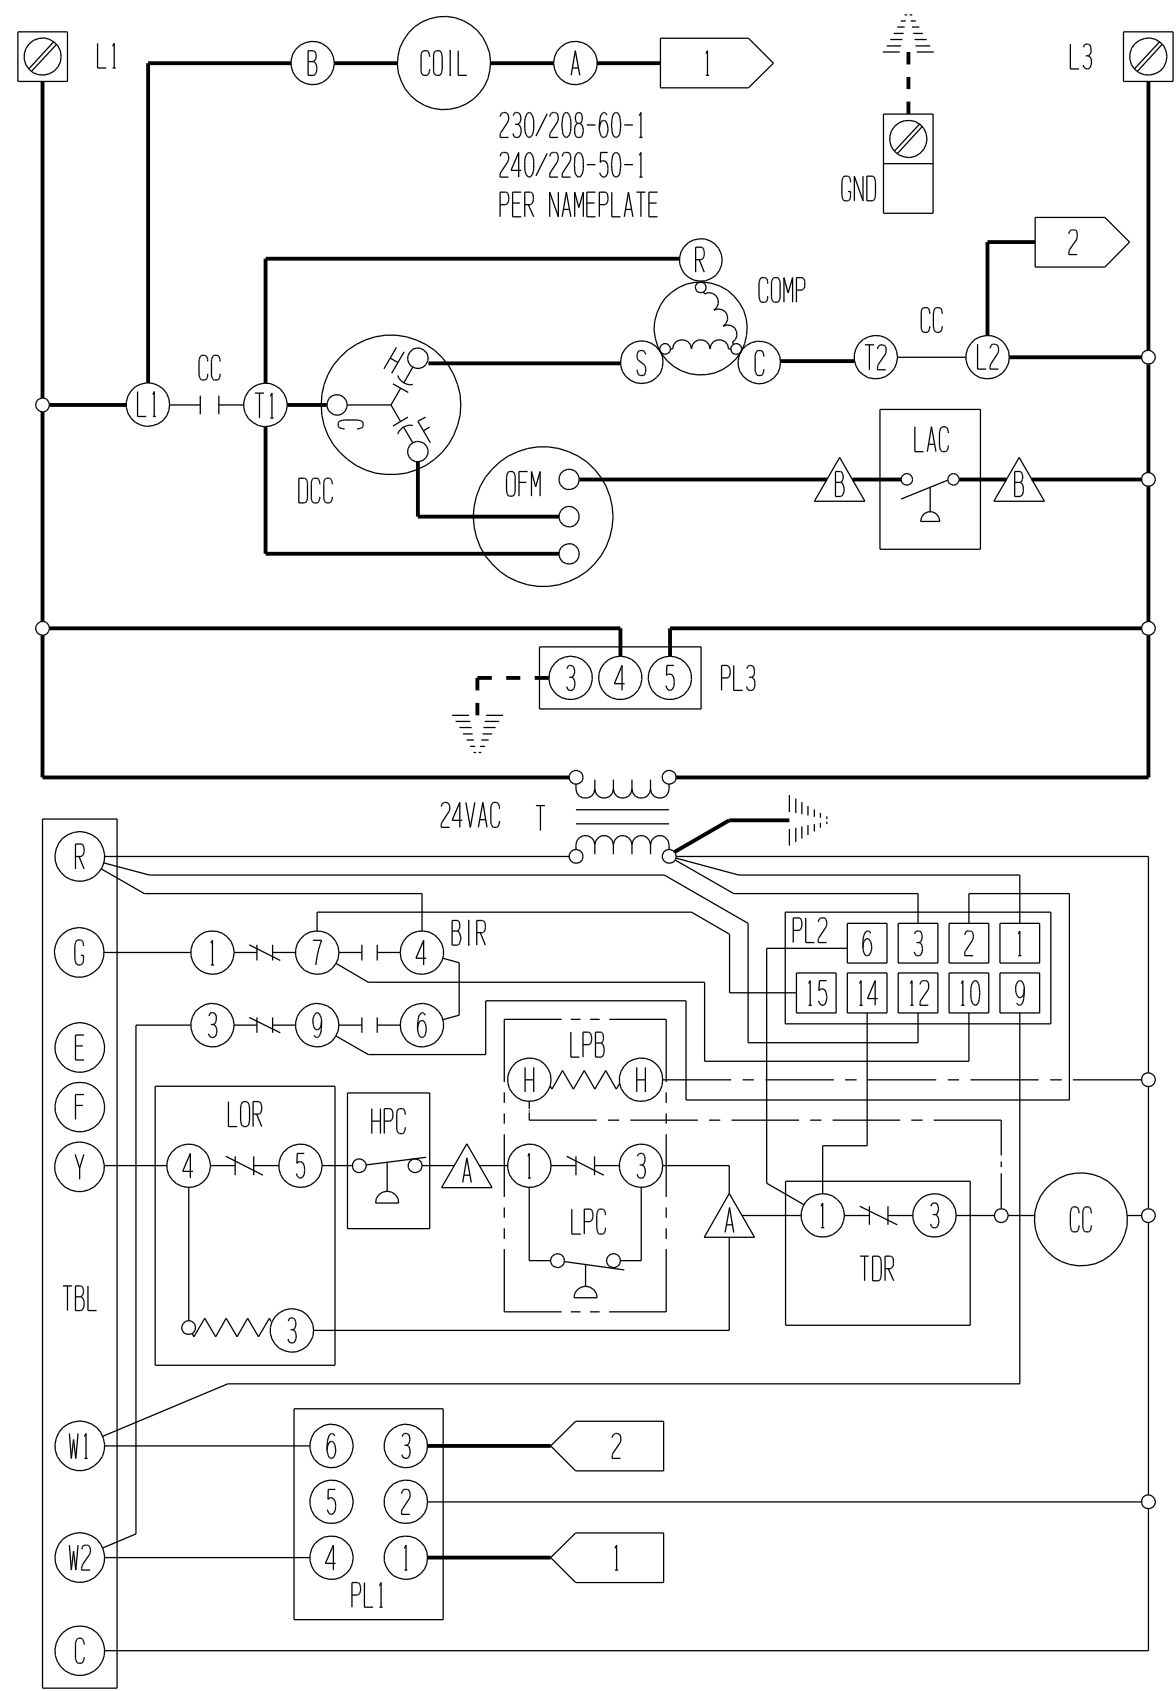 L1
B
COIL
A
1
L3
230/208-60-1
240/220-50-1
PER NAMEPLATE
GND
2
R
COMP
CC
S
C
T2
L2
CC
L1
T1
H
C
F
DCC
OFM
B
LAC
B
3
4
5
PL3
24VAC
T
R
G
1
7
4
BIR
PL2
6
3
2
1
15
14
12
10
9
3
9
6
E
F
Y
LPB
H
H
LOR
HPC
4
5
A
1
3
LPC
A
1
3
TDR
CC
TBL
3
W1
6
3
2
5
2
W2
4
1
1
PL1
C